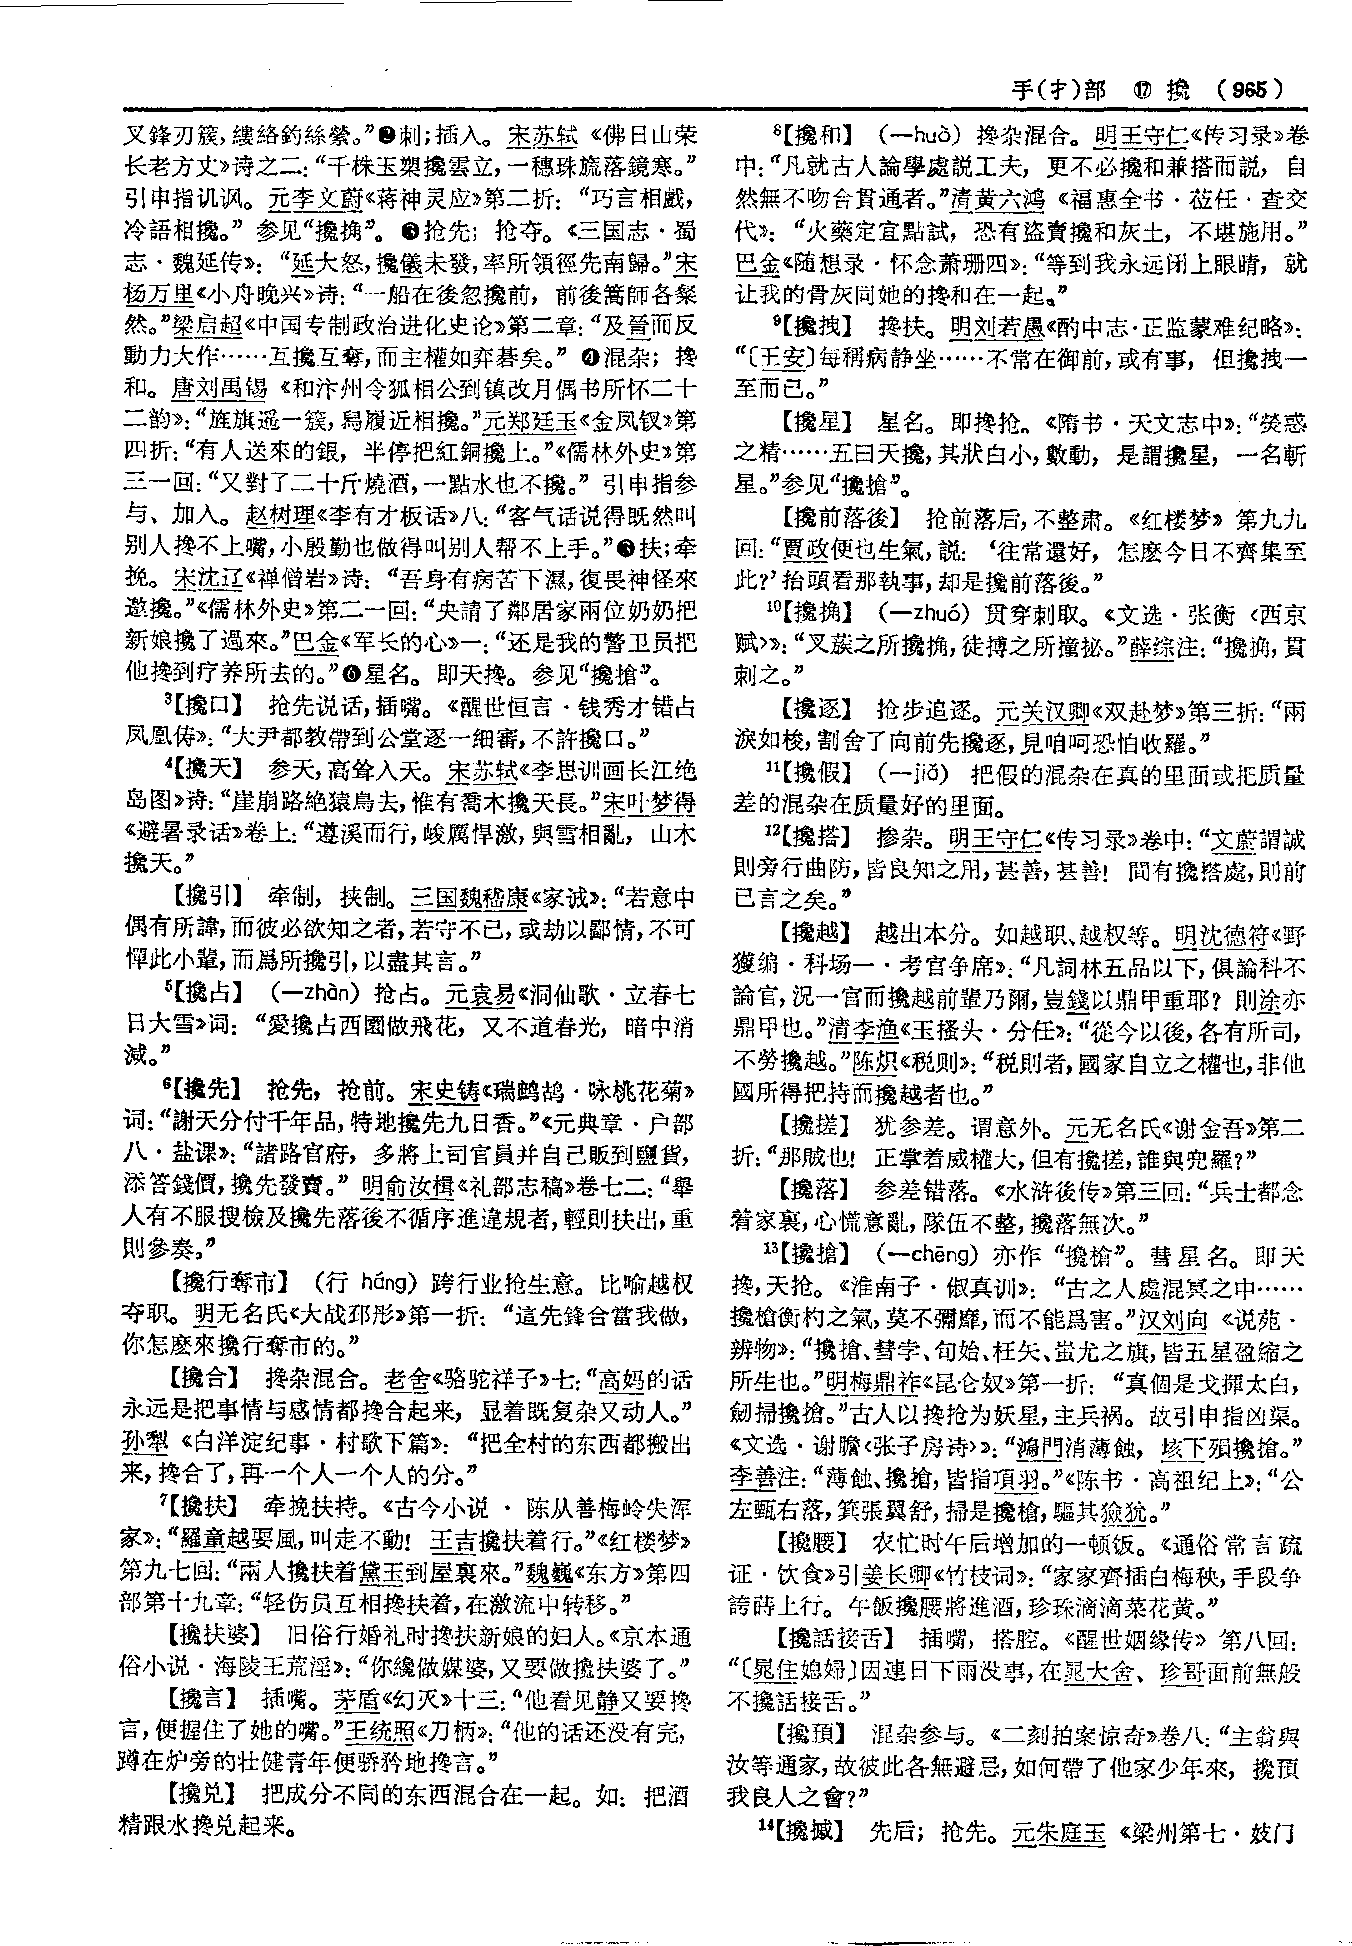 手(扌)部 ⑰ 攙 (965)
叉鋒刃簇，縷絡鈞絲縈。”❷刺；插入。宋苏轼《佛日山荣
长老方丈》诗之二：“千株玉槊攙雲立，一穗珠旒落鏡寒。”
引申指讥讽。元李文蔚《蒋神灵应》第二折：“巧言相戲，
冷語相攙。”参见“攙捔”。❸抢先；抢夺。《三国志·蜀
志·魏延传》：“延大怒，攙儀未發，率所領徑先南歸。”宋
杨万里《小舟晚兴》诗：“一船在後忽攙前，前後篙師各粲
然。”梁启超《中国专制政治进化史论》第二章：“及晉而反
動力大作……互攙互奪，而主權如弈碁矣。”❹混杂；搀
和。唐刘禹锡《和汴州令狐相公到镇改月偶书所怀二十
二韵》：“旌旗遥一簇，舄履近相攙。”元郑廷玉《金凤钗》第
四折：“有人送來的銀，半停把紅銅攙上。”《儒林外史》第
三一回：“又對了二十斤燒酒，一點水也不攙。”引申指参
与、加入。赵树理《李有才板话》八：“客气话说得既然叫
别人搀不上嘴，小殷勤也做得叫别人帮不上手。”❺扶；牵
挽。宋沈辽《禅僧岩》诗：“吾身有病苦下濕，復畏神怪來
邀攙。”《儒林外史》第二一回：“央請了鄰居家兩位奶奶把
新娘攙了過來。”巴金《军长的心》一：“还是我的警卫员把
他搀到疗养所去的。”❻星名。即天搀。参见“攙搶”。
³【攙口】 抢先说话，插嘴。《醒世恒言·钱秀才错占
凤凰俦》：“大尹都教帶到公堂逐一細審，不許攙口。”
⁴【攙天】 参天，高耸入天。宋苏轼《李思训画长江绝
岛图》诗：“崖崩路絶猿鳥去，惟有喬木攙天長。”宋叶梦得
《避暑录话》卷上：“遵溪而行，峻厲悍激，與雪相亂，山木
攙天。”
【攙引】 牵制，挟制。三国魏嵇康《家诫》：“若意中
偶有所諱，而彼必欲知之者，若守不已，或劫以鄙情，不可
憚此小輩，而爲所攙引，以盡其言。”
⁵【攙占】 （—zhàn）抢占。元袁易《洞仙歌·立春七
日大雪》词：“愛攙占西園做飛花，又不道春光，暗中消
減。”
⁶【攙先】 抢先，抢前。宋史铸《瑞鹧鸪·咏桃花菊》
词：“謝天分付千年品，特地攙先九日香。”《元典章·户部
八·盐课》：“諸路官府，多將上司官員并自己販到鹽貨，
添答錢價，攙先發賣。”明俞汝楫《礼部志稿》卷七二：“舉
人有不服搜檢及攙先落後不循序進違規者，輕則扶出，重
則參奏。”
【攙行奪市】 （行 háng）跨行业抢生意。比喻越权
夺职。明无名氏《大战邳彤》第一折：“這先鋒合當我做，
你怎麽來攙行奪市的。”
【攙合】 搀杂混合。老舍《骆驼祥子》七：“高妈的话
永远是把事情与感情都搀合起来，显着既复杂又动人。”
孙犁《白洋淀纪事·村歌下篇》：“把全村的东西都搬出
来，搀合了，再一个人一个人的分。”
⁷【攙扶】 牵挽扶持。《古今小说·陈从善梅岭失浑
家》：“羅童越耍風，叫走不動！王吉攙扶着行。”《红楼梦》
第九七回：“兩人攙扶着黛玉到屋裏來。”魏巍《东方》第四
部第十九章：“轻伤员互相搀扶着，在激流中转移。”
【攙扶婆】 旧俗行婚礼时搀扶新娘的妇人。《京本通
俗小说·海陵王荒淫》：“你纔做媒婆，又要做攙扶婆了。”
【攙言】 插嘴。茅盾《幻灭》十三：“他看见静又要搀
言，便握住了她的嘴。”王统照《刀柄》：“他的话还没有完，
蹲在炉旁的壮健青年便骄矜地搀言。”
【攙兑】 把成分不同的东西混合在一起。如：把酒
精跟水搀兑起来。
⁸【攙和】 （—huò）搀杂混合。明王守仁《传习录》卷
中：“凡就古人論學處説工夫，更不必攙和兼搭而説，自
然無不吻合貫通者。”清黄六鸿《福惠全书·莅任·查交
代》：“火藥定宜點試，恐有盜賣攙和灰土，不堪施用。”
巴金《随想录·怀念萧珊四》：“等到我永远闭上眼睛，就
让我的骨灰同她的搀和在一起。”
⁹【攙拽】 搀扶。明刘若愚《酌中志·正监蒙难纪略》：
“〔王安〕每稱病静坐……不常在御前，或有事，但攙拽一
至而已。”
【攙星】 星名。即搀抢。《隋书·天文志中》：“熒惑
之精……五曰天攙，其狀白小，數動，是謂攙星，一名斬
星。”参见“攙搶”。
【攙前落後】 抢前落后，不整肃。《红楼梦》第九九
回：“賈政便也生氣，説：‘往常還好，怎麽今日不齊集至
此？’抬頭看那執事，却是攙前落後。”
¹⁰【攙捔】 （—zhuó）贯穿刺取。《文选·张衡〈西京
赋〉》：“叉蔟之所攙捔，徒搏之所撞㧙。”薛综注：“攙捔，貫
刺之。”
【攙逐】 抢步追逐。元关汉卿《双赴梦》第三折：“兩
淚如梭，割舍了向前先攙逐，見咱呵恐怕收羅。”
¹¹【攙假】 （—jiǎ）把假的混杂在真的里面或把质量
差的混杂在质量好的里面。
¹²【攙搭】 掺杂。明王守仁《传习录》卷中：“文蔚謂誠
則旁行曲防，皆良知之用，甚善，甚善！間有攙搭處，則前
已言之矣。”
【攙越】 越出本分。如越职、越权等。明沈德符《野
獲编·科场一·考官争席》：“凡詞林五品以下，俱論科不
論官，況一宫而攙越前輩乃爾，豈錢以鼎甲重耶？則涂亦
鼎甲也。”清李渔《玉搔头·分任》：“從今以後，各有所司，
不勞攙越。”陈炽《税则》：“税則者，國家自立之權也，非他
國所得把持而攙越者也。”
【攙搓】 犹参差。谓意外。元无名氏《谢金吾》第二
折：“那賊也！正掌着威權大，但有攙搓，誰與兜羅？”
【攙落】 参差错落。《水浒後传》第三回：“兵士都念
着家裏，心慌意亂，隊伍不整，攙落無次。”
¹³【攙搶】 （—chēng）亦作“攙槍”。彗星名。即天
搀，天抢。《淮南子·俶真训》：“古之人處混冥之中……
攙槍衡杓之氣，莫不彌靡，而不能爲害。”汉刘向《说苑·
辨物》：“攙搶、彗孛、旬始、枉矢、蚩尤之旗，皆五星盈缩之
所生也。”明梅鼎祚《昆仑奴》第一折：“真個是戈揮太白，
劒掃攙搶。”古人以搀抢为妖星，主兵祸。故引申指凶渠。
《文选·谢瞻〈张子房诗〉》：“鴻門消薄蝕，垓下殞攙搶。”
李善注：“薄蝕、攙搶，皆指項羽。”《陈书·高祖纪上》：“公
左甄右落，箕張翼舒，掃是攙槍，驅其獫狁。”
【攙腰】 农忙时午后增加的一顿饭。《通俗常言疏
证·饮食》引姜长卿《竹枝词》：“家家齊插白梅秧，手段争
誇蒔上行。午飯攙腰將進酒，珍珠滴滴菜花黄。”
【攙話接舌】 插嘴，搭腔。《醒世姻缘传》第八回：
“〔晁住媳婦〕因連日下雨没事，在晁大舍、珍哥面前無般
不攙話接舌。”
【攙預】 混杂参与。《二刻拍案惊奇》卷八：“主翁與
汝等通家，故彼此各無避忌，如何帶了他家少年來，攙預
我良人之會？”
¹⁴【攙搣】 先后；抢先。元朱庭玉《梁州第七·妓门